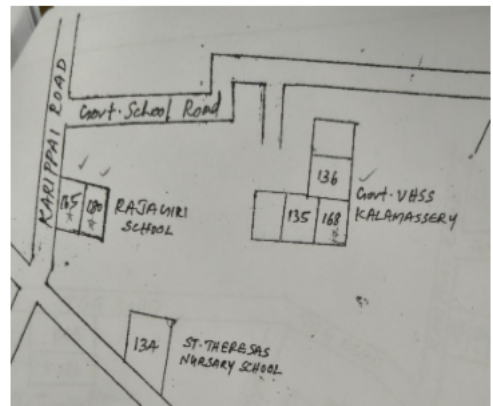 KARIPPAI ROAD
Govt. School Road
136
Govt. VHSS
KALAMASSERY
165
180
RAJAGIRI
SCHOOL
135
168
134
ST. THERESAS
NURSARY SCHOOL